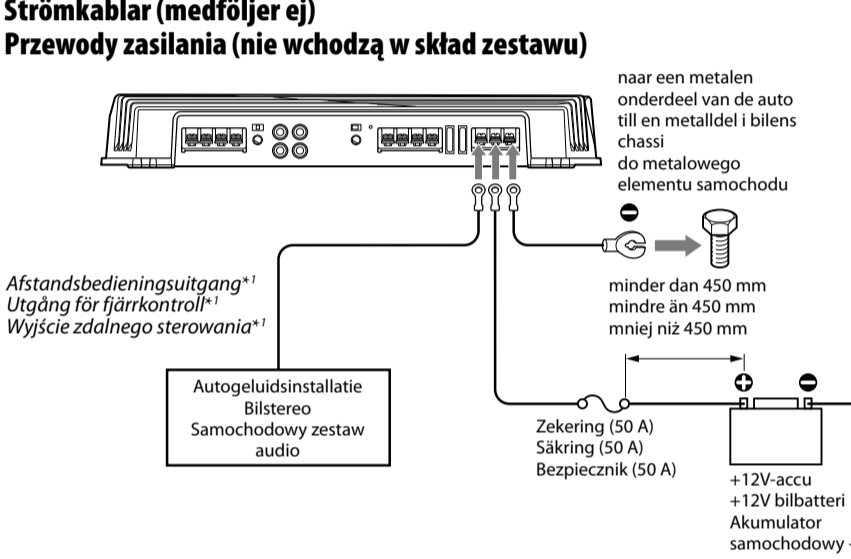 Strömkablar (medföljer ej)
Przewody zasilania (nie wchodzą w skład zestawu)
naar een metalen
onderdeel van de auto
till en metalldel i bilens
chassi
do metalowego
elementu samochodu
minder dan 450 mm
mindre än 450 mm
mniej niż 450 mm
Afstandsbedieningsuitgang*1
Utgång för fjärrkontroll*1
Wyjście zdalnego sterowania*1
Autogeluidsinstallatie
Bilstereo
Samochodowy zestaw
audio
Zekering (50 A)
Säkring (50 A)
Bezpiecznik (50 A)
+12V-accu
+12V bilbatteri
Akumulator
samochodowy